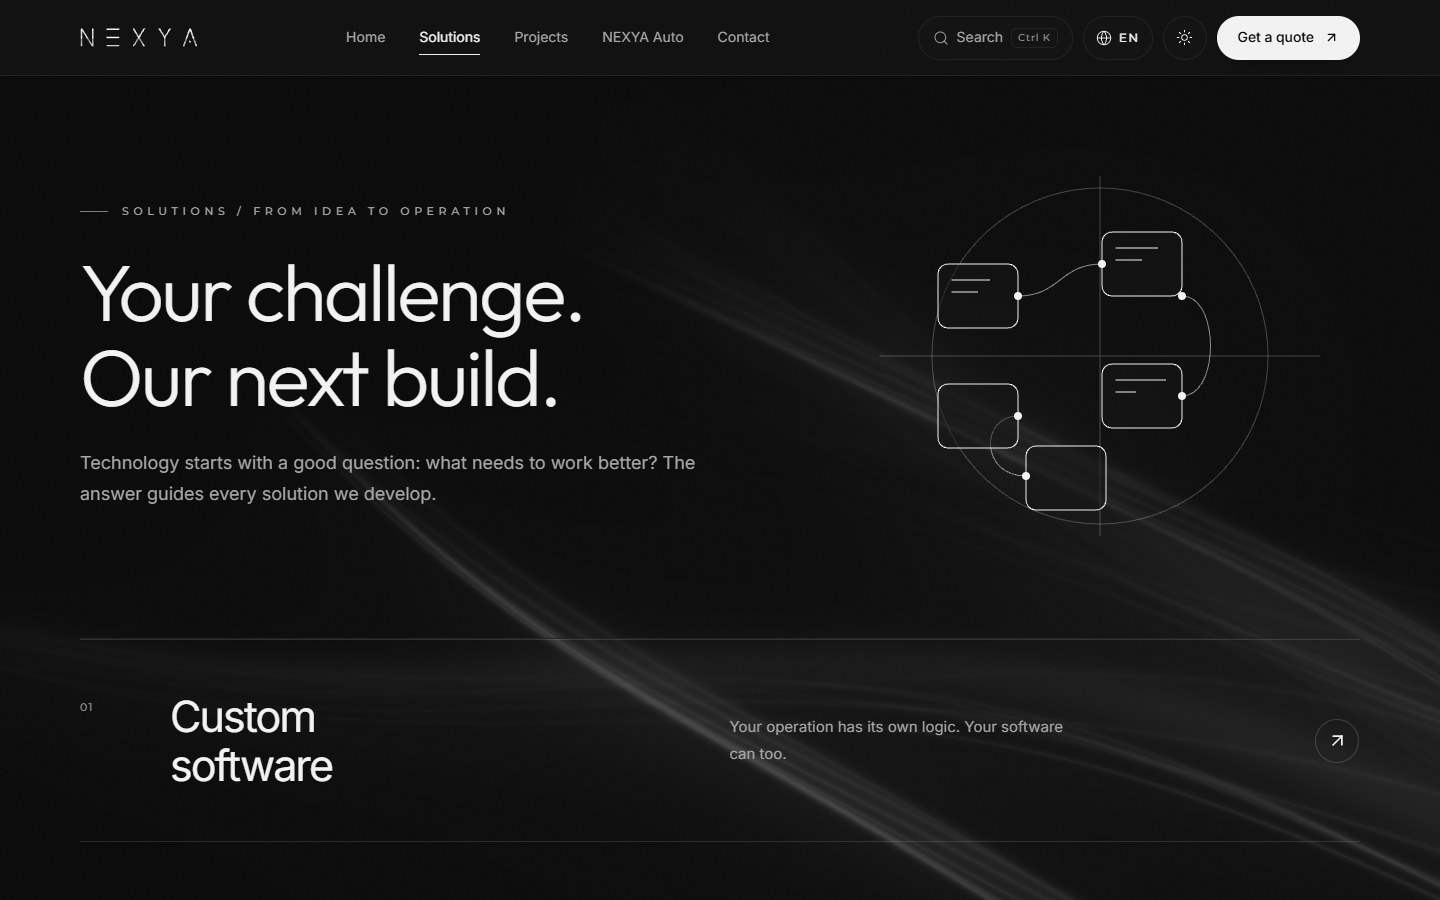 NEXYA
Home
Solutions
Projects
NEXYA Auto
Contact
Search
Ctrl K
EN
Get a quote
SOLUTIONS / FROM IDEA TO OPERATION
Your challenge.
Our next build.
Technology starts with a good question: what needs to work better? The
answer guides every solution we develop.
01
Custom
software
Your operation has its own logic. Your software
can too.